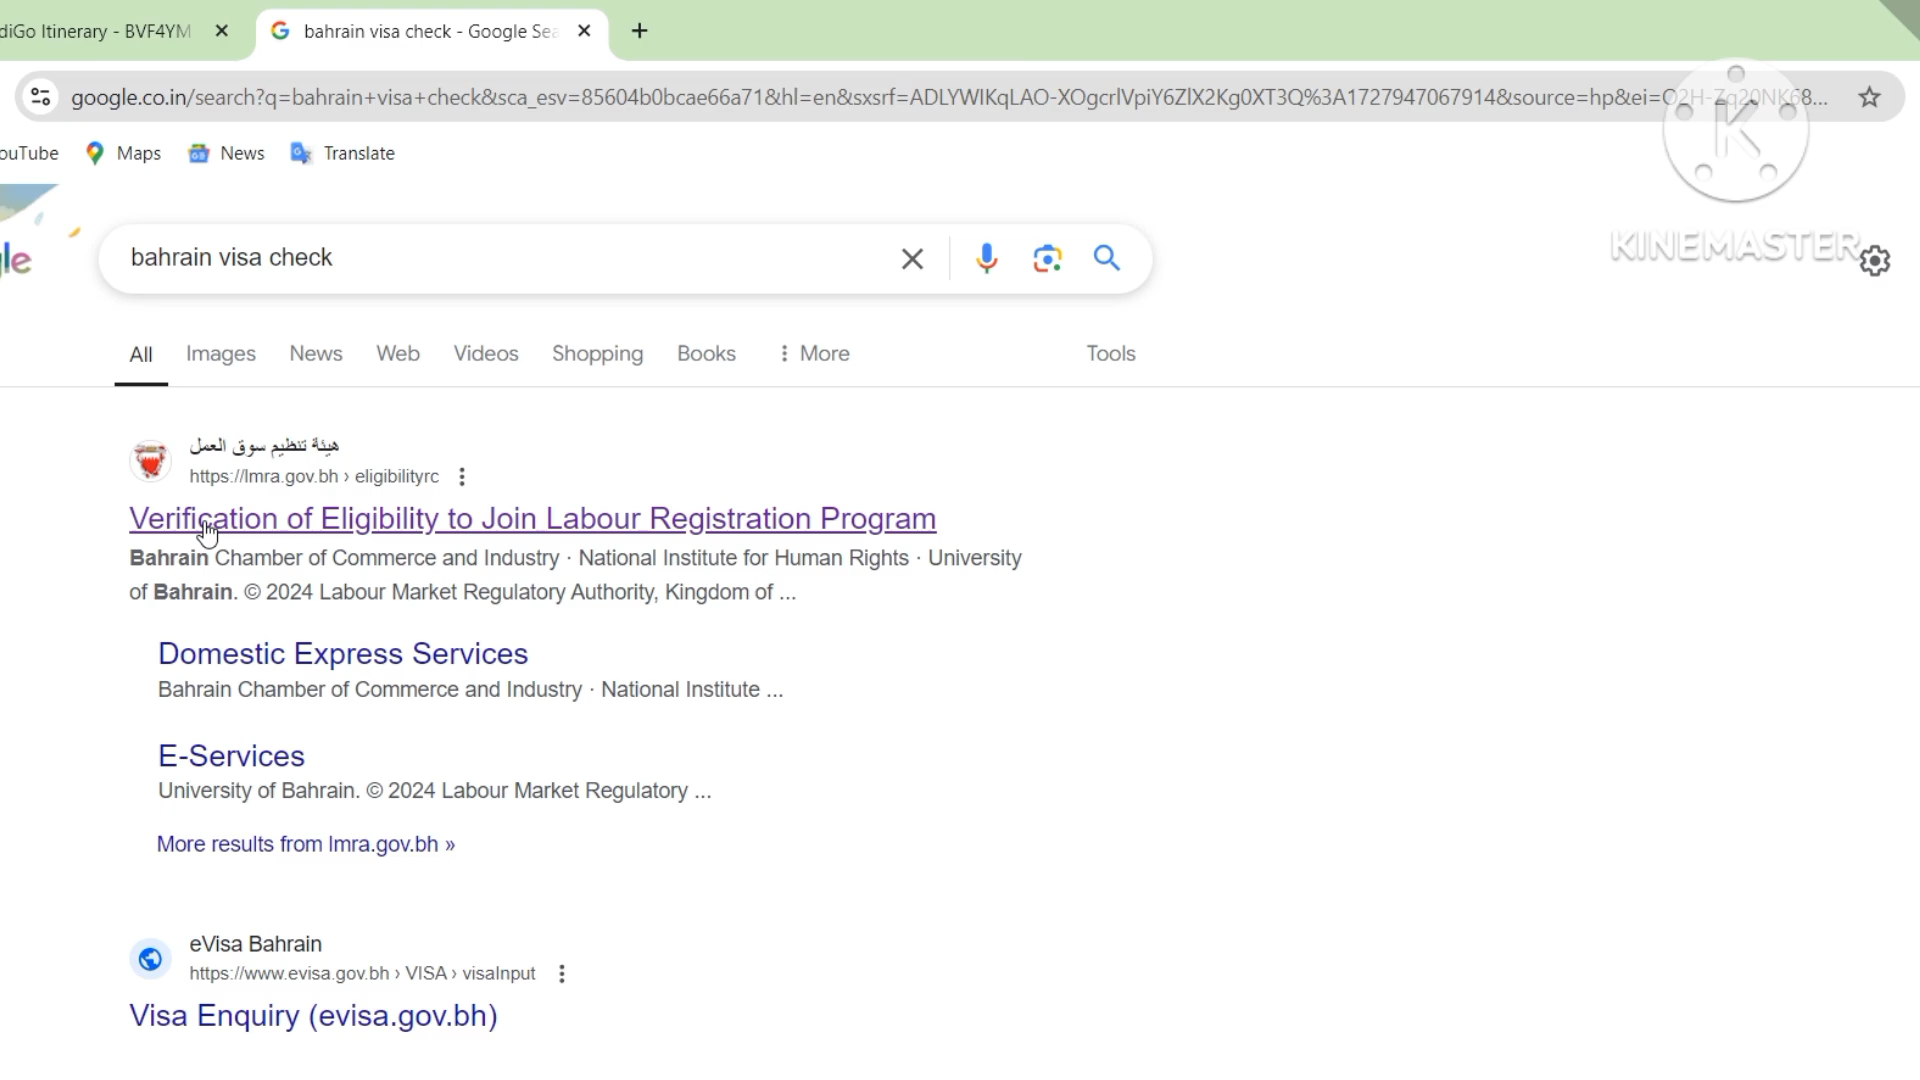 diGo Itinerary - BVF4YM
bahrain visa check - Google Sea
google.co.in/search?q=bahrain+visa+check&sca_esv=85604b0bcae66a71&hl=en&sxsrf=ADLYWIKqLAO-XOgcrlVpiY6ZlX2Kg0XT3Q%3A1727947067914&source=hp&ei=O2H-Zq20NK68...
ouTube Maps News Translate
K
KINEMASTER
le
bahrain visa check
All Images News Web Videos Shopping Books More Tools
هيئة تنظيم سوق العمل
https://lmra.gov.bh › eligibilityrc
Verification of Eligibility to Join Labour Registration Program
Bahrain Chamber of Commerce and Industry · National Institute for Human Rights · University
of Bahrain. © 2024 Labour Market Regulatory Authority, Kingdom of ...
Domestic Express Services
Bahrain Chamber of Commerce and Industry · National Institute ...
E-Services
University of Bahrain. © 2024 Labour Market Regulatory ...
More results from lmra.gov.bh »
eVisa Bahrain
https://www.evisa.gov.bh › VISA › visaInput
Visa Enquiry (evisa.gov.bh)